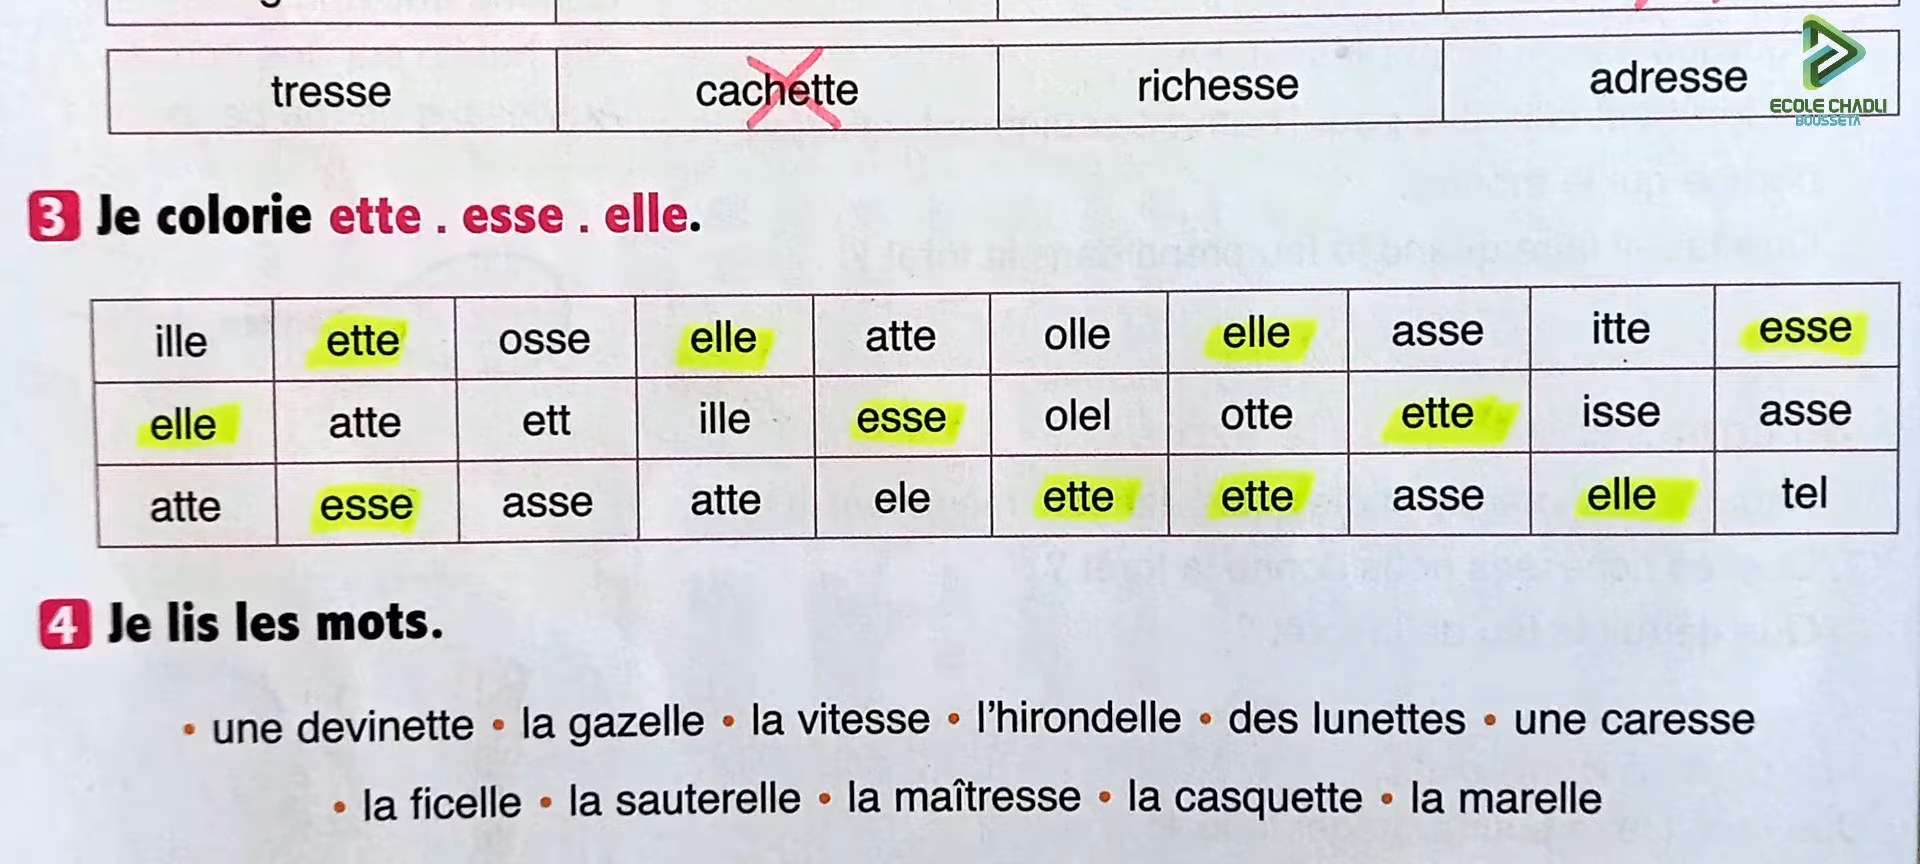 tresse cachette richesse adresse
ECOLE CHADLI
BOUSSETA
3 Je colorie ette . esse . elle.
ille ette osse elle atte olle elle asse itte esse
elle atte ett ille esse olel otte ette isse asse
atte esse asse atte ele ette ette asse elle tel
4 Je lis les mots.
• une devinette • la gazelle • la vitesse • l'hirondelle • des lunettes • une caresse
• la ficelle • la sauterelle • la maîtresse • la casquette • la marelle